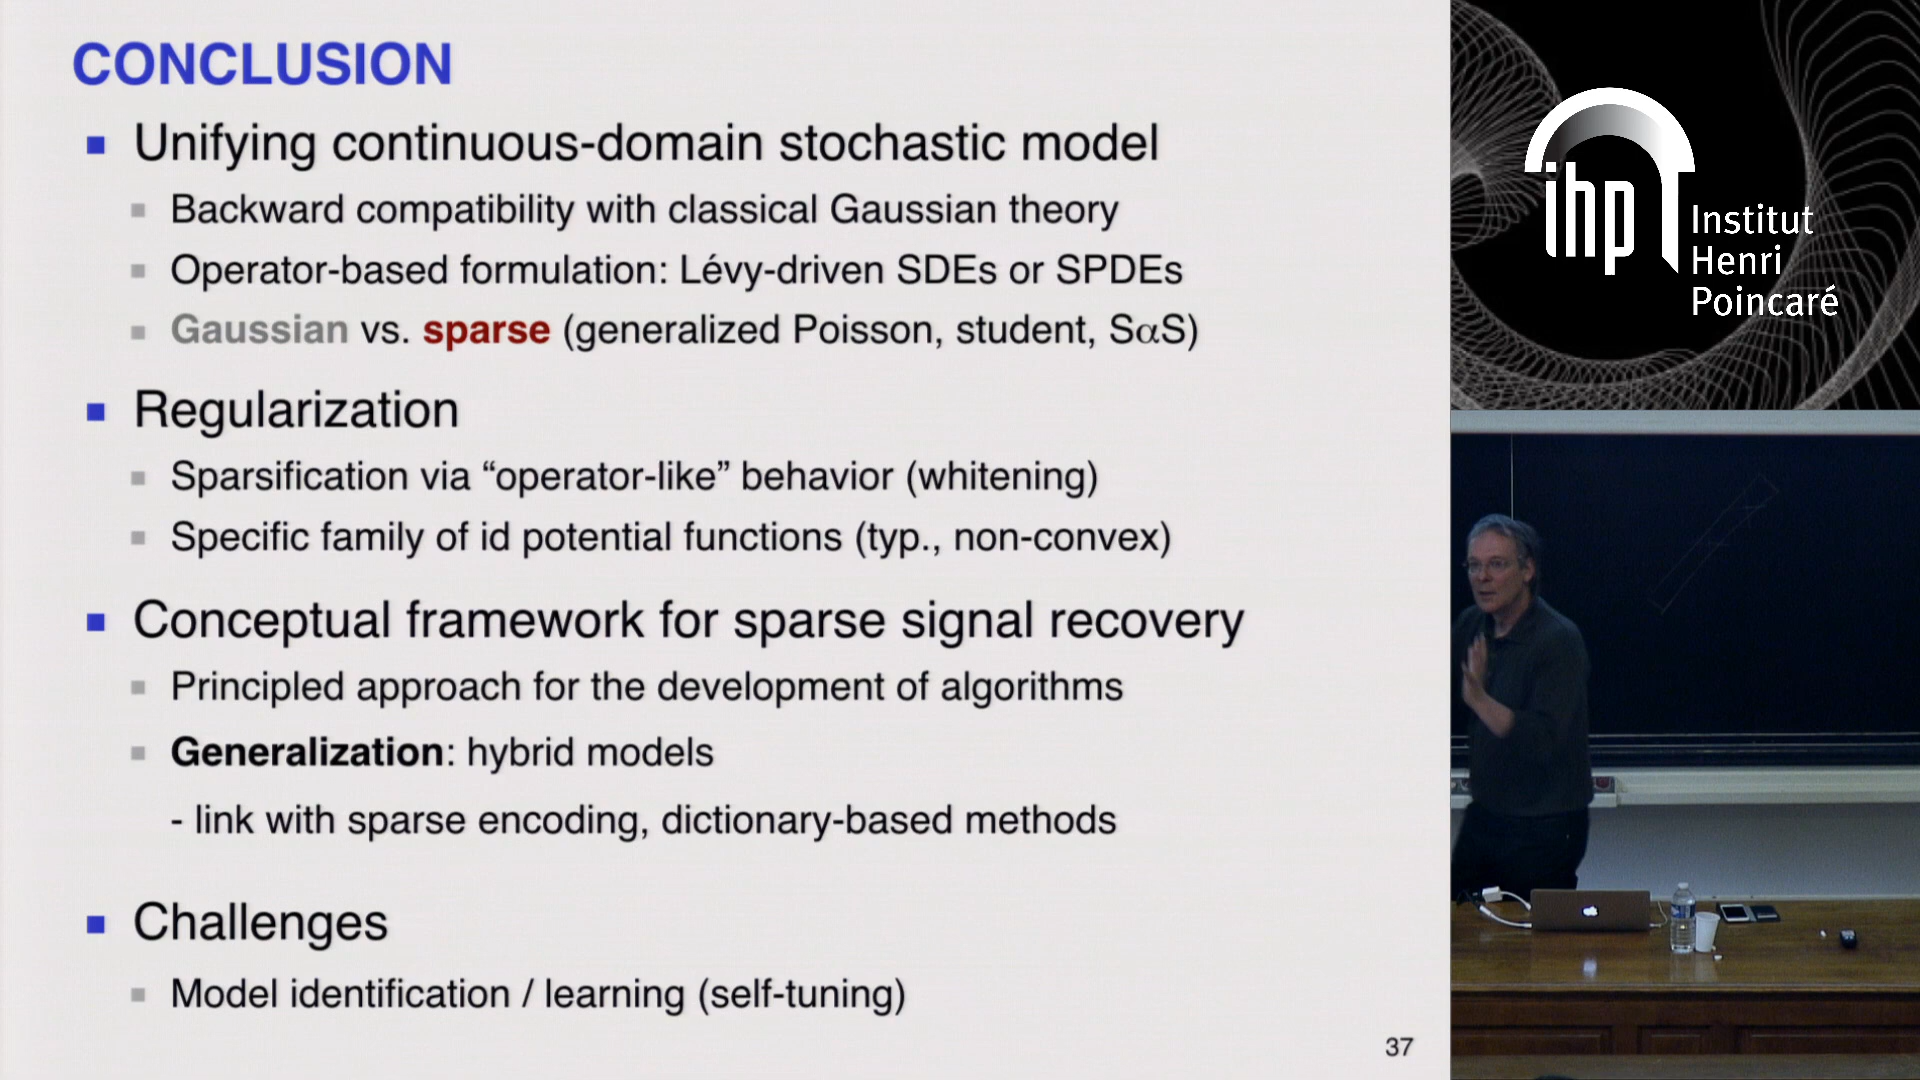 CONCLUSION
Unifying continuous-domain stochastic model
Backward compatibility with classical Gaussian theory
Operator-based formulation: Lévy-driven SDEs or SPDEs
Gaussian vs. sparse (generalized Poisson, student, SαS)
Regularization
Sparsification via “operator-like” behavior (whitening)
Specific family of id potential functions (typ., non-convex)
Conceptual framework for sparse signal recovery
Principled approach for the development of algorithms
Generalization: hybrid models
- link with sparse encoding, dictionary-based methods
Challenges
Model identification / learning (self-tuning)
37
ihp
Institut
Henri
Poincaré